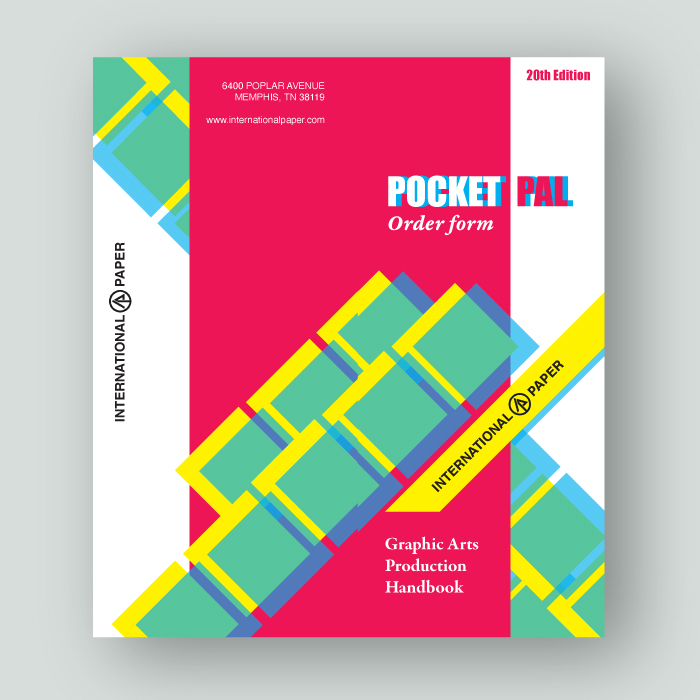 20th Edition
6400 POPLAR AVENUE
MEMPHIS, TN 38119
www.internationalpaper.com
POCKET PAL
Order form
INTERNATIONAL PAPER
INTERNATIONAL PAPER
Graphic Arts
Production
Handbook